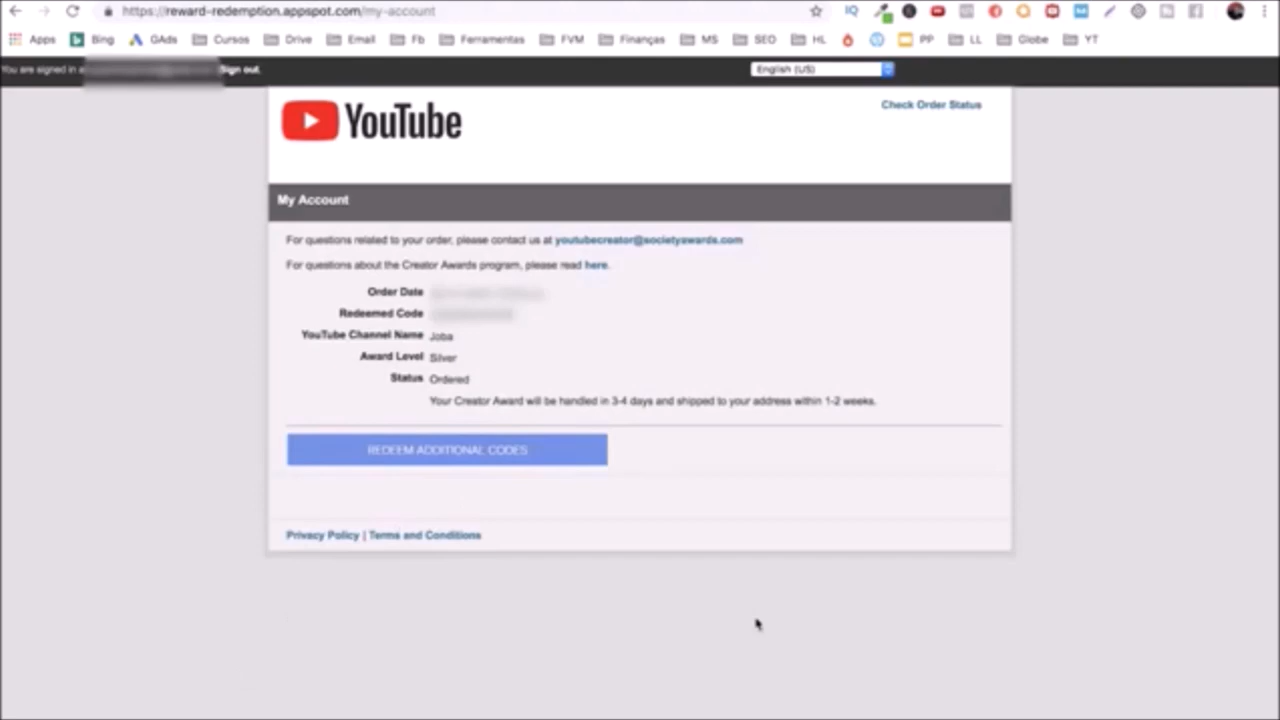 https://reward-redemption.appspot.com/my-account
Apps Bing GAds Cursos Drive Email Fb Ferramentas FVM Finanças MS SEO HL PP LL Globe YT
You are signed in Sign out.
English (US)
YouTube
Check Order Status
My Account
For questions related to your order, please contact us at youtubecreator@societyawards.com
For questions about the Creator Awards program, please read here.
Order Date
Redeemed Code
YouTube Channel Name Joba
Award Level Silver
Status Ordered
Your Creator Award will be handled in 3-4 days and shipped to your address within 1-2 weeks.
REDEEM ADDITIONAL CODES
Privacy Policy | Terms and Conditions